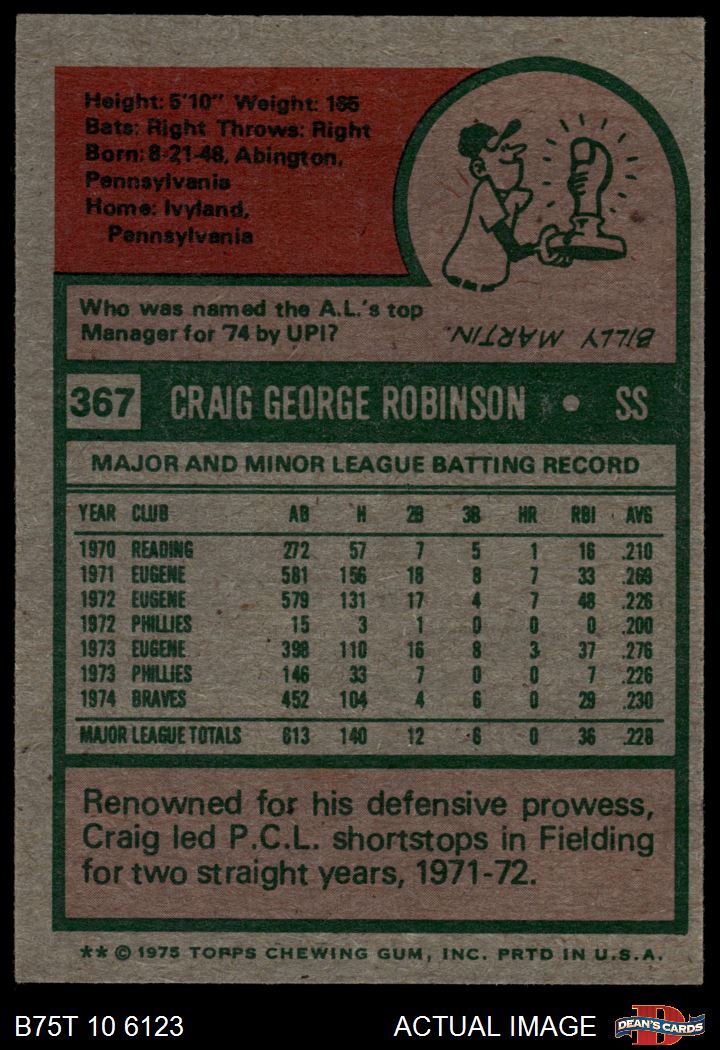 Height: 5'10" Weight: 165
Bats: Right Throws: Right
Born: 8-21-48, Abington,
Pennsylvania
Home: Ivyland,
Pennsylvania
Who was named the A.L.'s top
Manager for '74 by UPI?
BILLY MARTIN.
367 CRAIG GEORGE ROBINSON • SS
MAJOR AND MINOR LEAGUE BATTING RECORD
YEAR CLUB AB H 2B 3B HR RBI AVG
1970 READING 272 57 7 5 1 16 .210
1971 EUGENE 581 156 18 8 7 33 .269
1972 EUGENE 579 131 17 4 7 48 .226
1972 PHILLIES 15 3 1 0 0 0 .200
1973 EUGENE 398 110 16 8 3 37 .276
1973 PHILLIES 146 33 7 0 0 7 .226
1974 BRAVES 452 104 4 6 0 29 .230
MAJOR LEAGUE TOTALS 613 140 12 6 0 36 .228
Renowned for his defensive prowess,
Craig led P.C.L. shortstops in Fielding
for two straight years, 1971-72.
** © 1975 TOPPS CHEWING GUM, INC. PRTD IN U.S.A.
B75T 10 6123 ACTUAL IMAGE DEAN'S CARDS